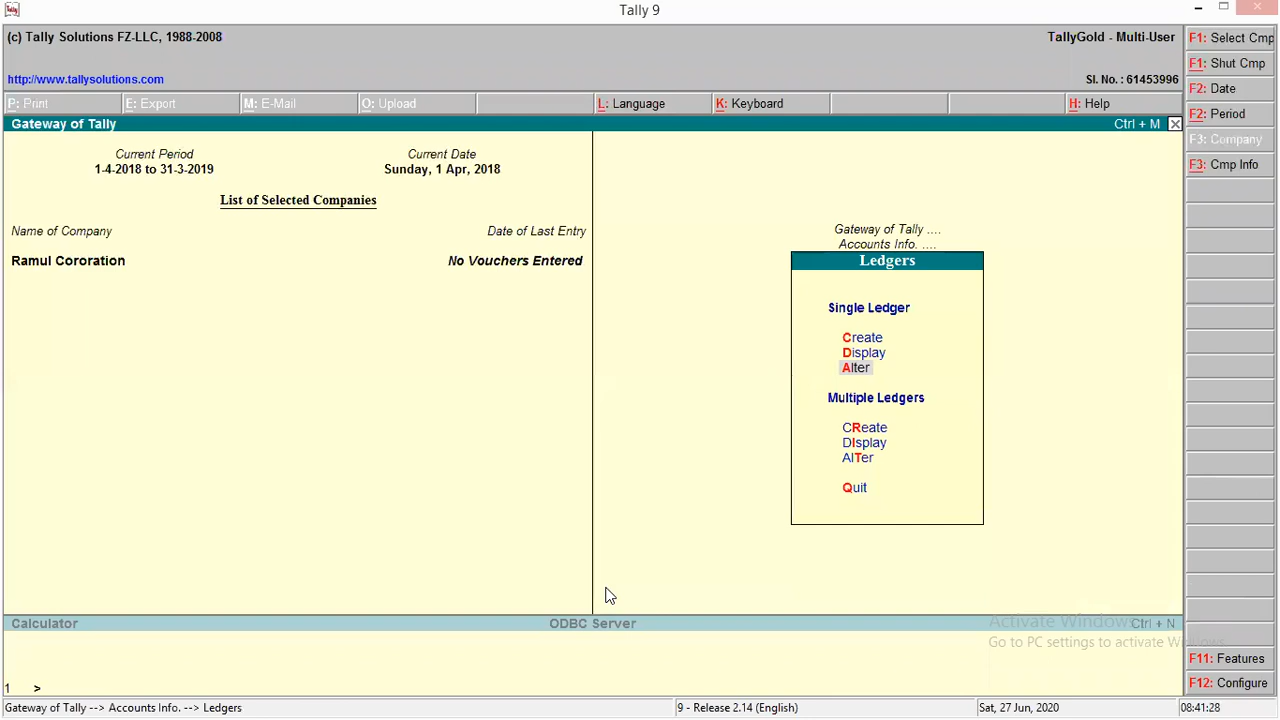 Tally
Tally 9
(c) Tally Solutions FZ-LLC, 1988-2008
TallyGold - Multi-User
http://www.tallysolutions.com
Sl. No. : 61453996
P: Print
E: Export
M: E-Mail
O: Upload
L: Language
K: Keyboard
H: Help
Gateway of Tally
Ctrl + M
Current Period
1-4-2018 to 31-3-2019
Current Date
Sunday, 1 Apr, 2018
List of Selected Companies
Name of Company
Date of Last Entry
Ramul Cororation
No Vouchers Entered
Gateway of Tally ....
Accounts Info. ....
Ledgers
Single Ledger
Create
Display
Alter
Multiple Ledgers
CReate
DIsplay
AlTer
Quit
F1: Select Cmp
F1: Shut Cmp
F2: Date
F2: Period
F3: Company
F3: Cmp Info
F11: Features
F12: Configure
Calculator
ODBC Server
Ctrl + N
Activate Windows
Go to PC settings to activate Windows.
1 >
Gateway of Tally --> Accounts Info. --> Ledgers
9 - Release 2.14 (English)
Sat, 27 Jun, 2020
08:41:28